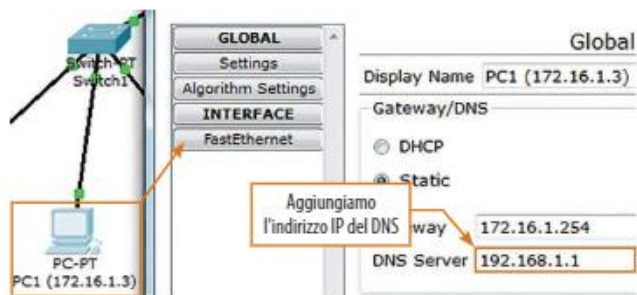 Switch-PT
Switch1
PC-PT
PC1 (172.16.1.3)
GLOBAL
Settings
Algorithm Settings
INTERFACE
FastEthernet
Global
Display Name PC1 (172.16.1.3)
Gateway/DNS
DHCP
Static
Aggiungiamo
l'indirizzo IP del DNS
way 172.16.1.254
DNS Server 192.168.1.1